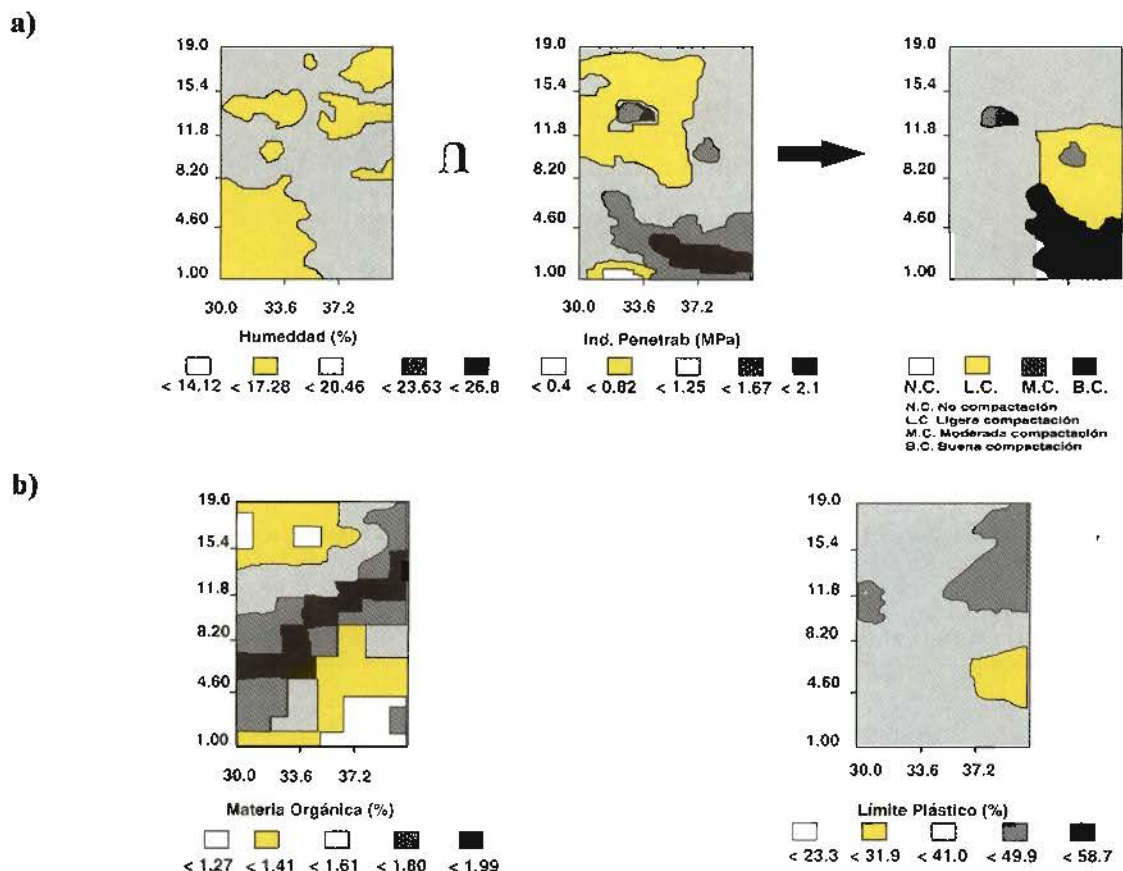 a)
19.0
15.4
11.8
8.20
4.60
1.00
30.0 33.6 37.2
Humeddad (%)
< 14.12 < 17.28 < 20.46 < 23.63 < 26.8
∩
19.0
15.4
11.8
8.20
4.60
1.00
30.0 33.6 37.2
Ind. Penetrab (MPa)
< 0.4 < 0.82 < 1.25 < 1.67 < 2.1
19.0
15.4
11.8
8.20
4.60
1.00
N.C. L.C. M.C. B.C.
N.C. No compactación
L.C. Ligera compactación
M.C. Moderada compactación
B.C. Buena compactación
b)
19.0
15.4
11.8
8.20
4.60
1.00
30.0 33.6 37.2
Materia Orgánica (%)
< 1.27 < 1.41 < 1.61 < 1.80 < 1.99
19.0
15.4
11.8
8.20
4.60
1.00
30.0 33.6 37.2
Límite Plástico (%)
< 23.3 < 31.9 < 41.0 < 49.9 < 58.7